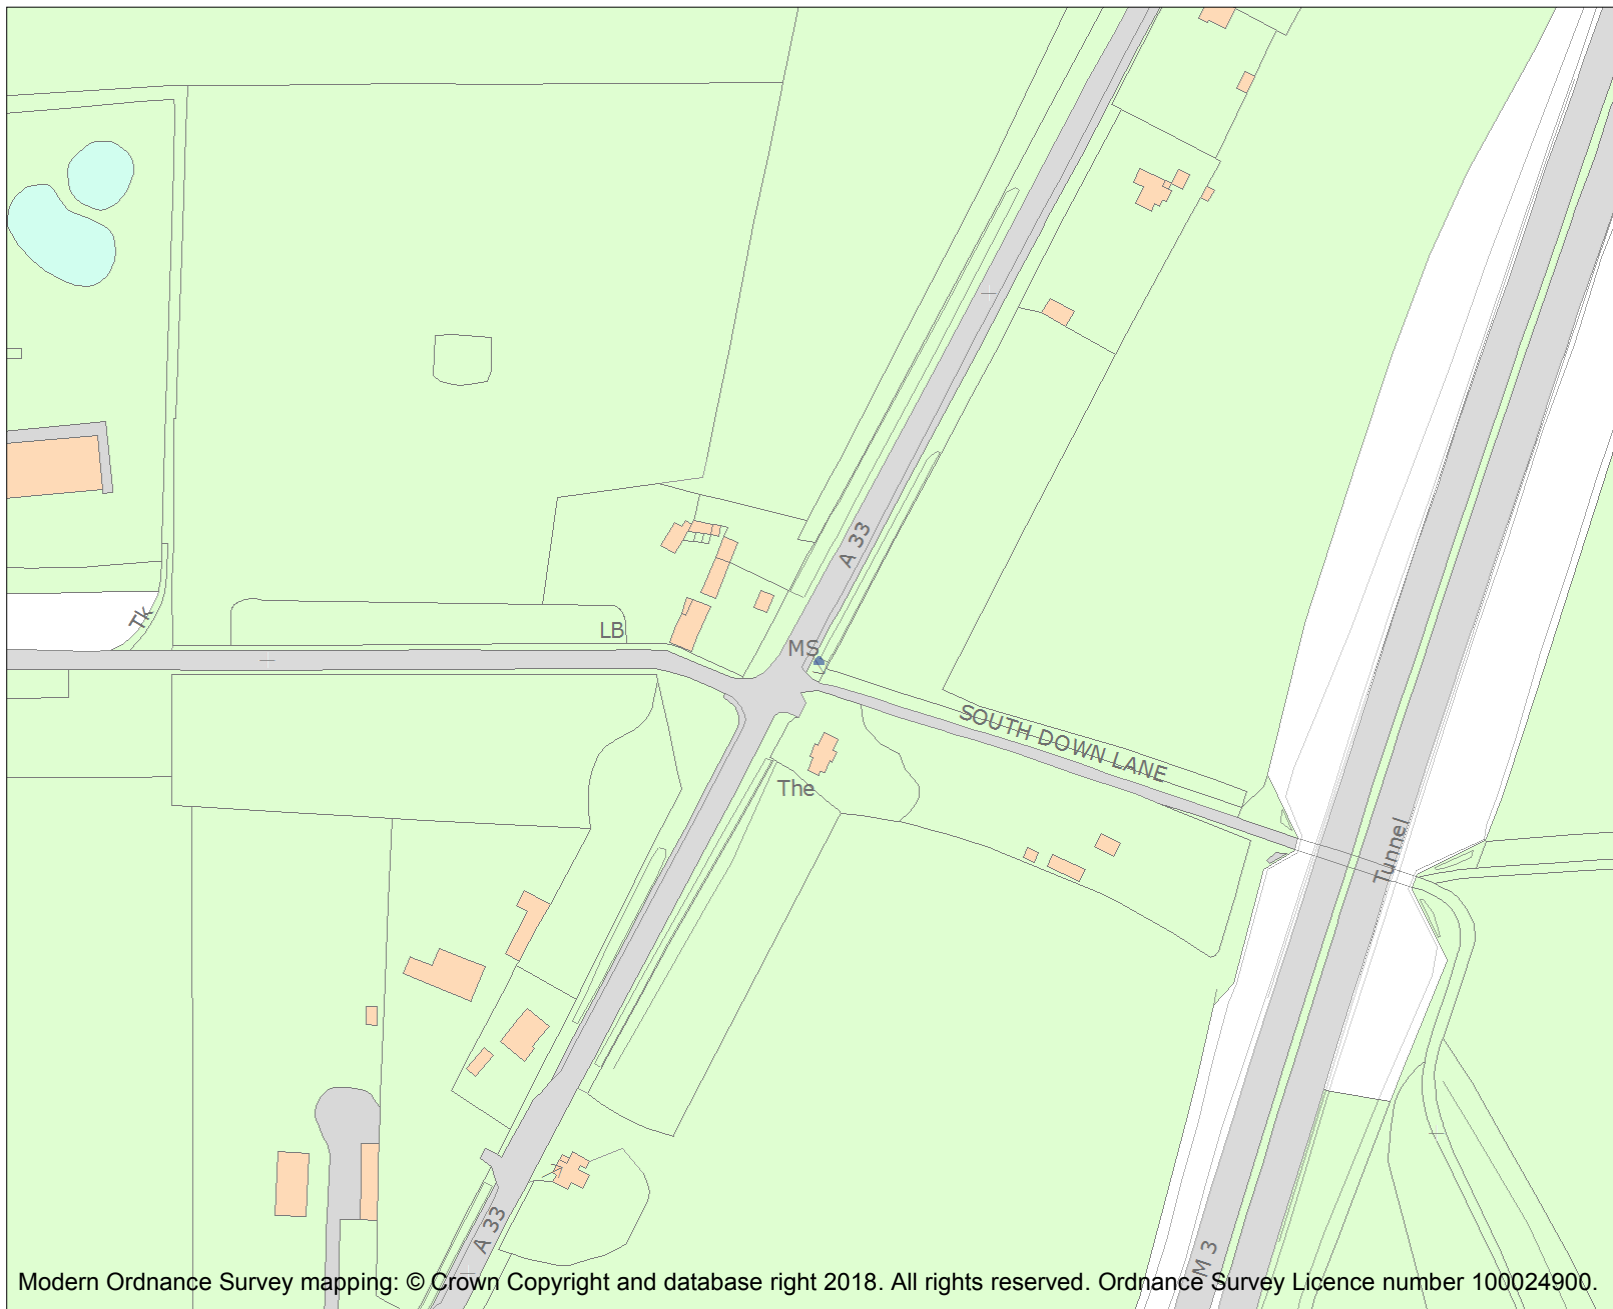 A 33
Tk
LB
MS
SOUTH DOWN LANE
The
Tunnel
A 33
M 3
Modern Ordnance Survey mapping: © Crown Copyright and database right 2018. All rights reserved. Ordnance Survey Licence number 100024900.